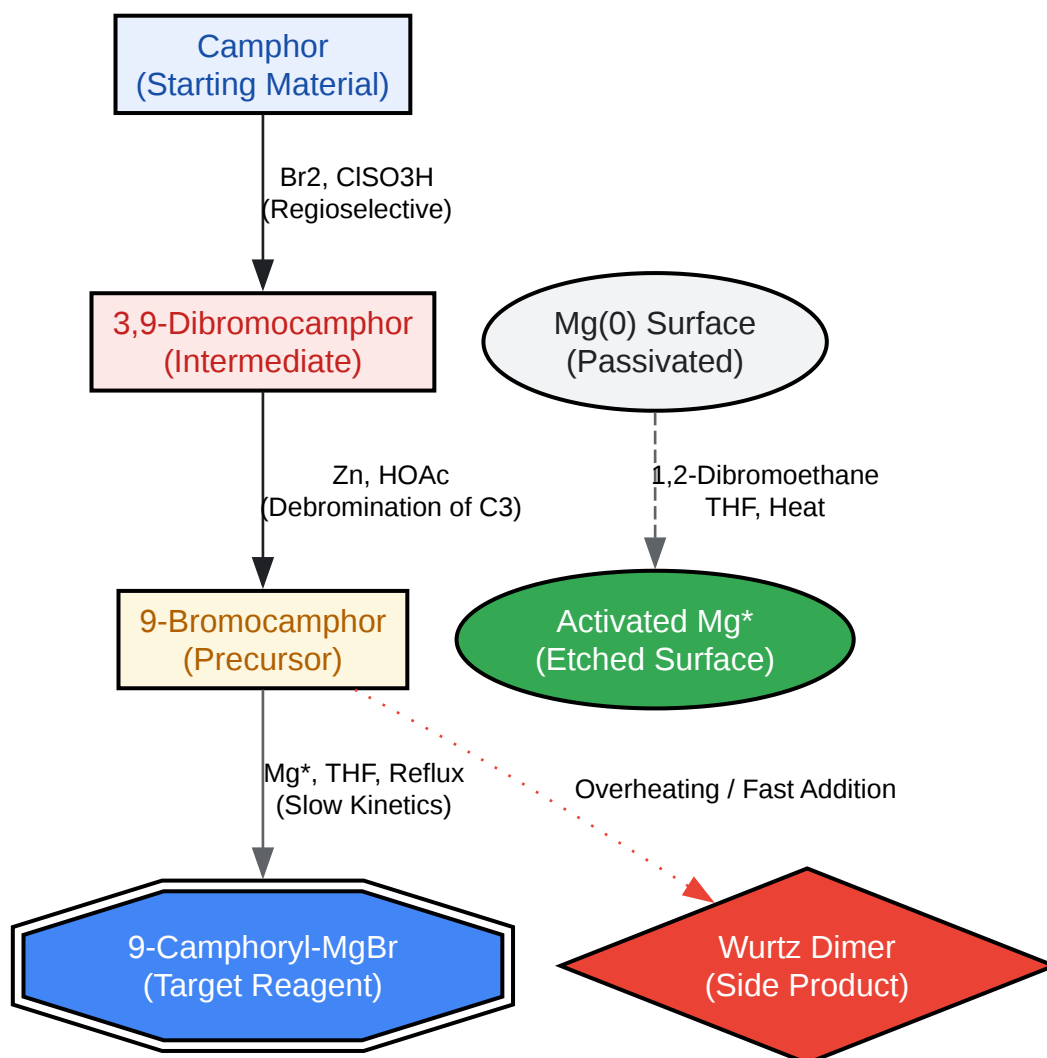 Camphor
(Starting Material)
Br2, ClSO3H
(Regioselective)
3,9-Dibromocamphor
(Intermediate)
Mg(0) Surface
(Passivated)
Zn, HOAc
(Debromination of C3)
1,2-Dibromoethane
THF, Heat
9-Bromocamphor
(Precursor)
Activated Mg*
(Etched Surface)
Mg*, THF, Reflux
(Slow Kinetics)
Overheating / Fast Addition
9-Camphoryl-MgBr
(Target Reagent)
Wurtz Dimer
(Side Product)